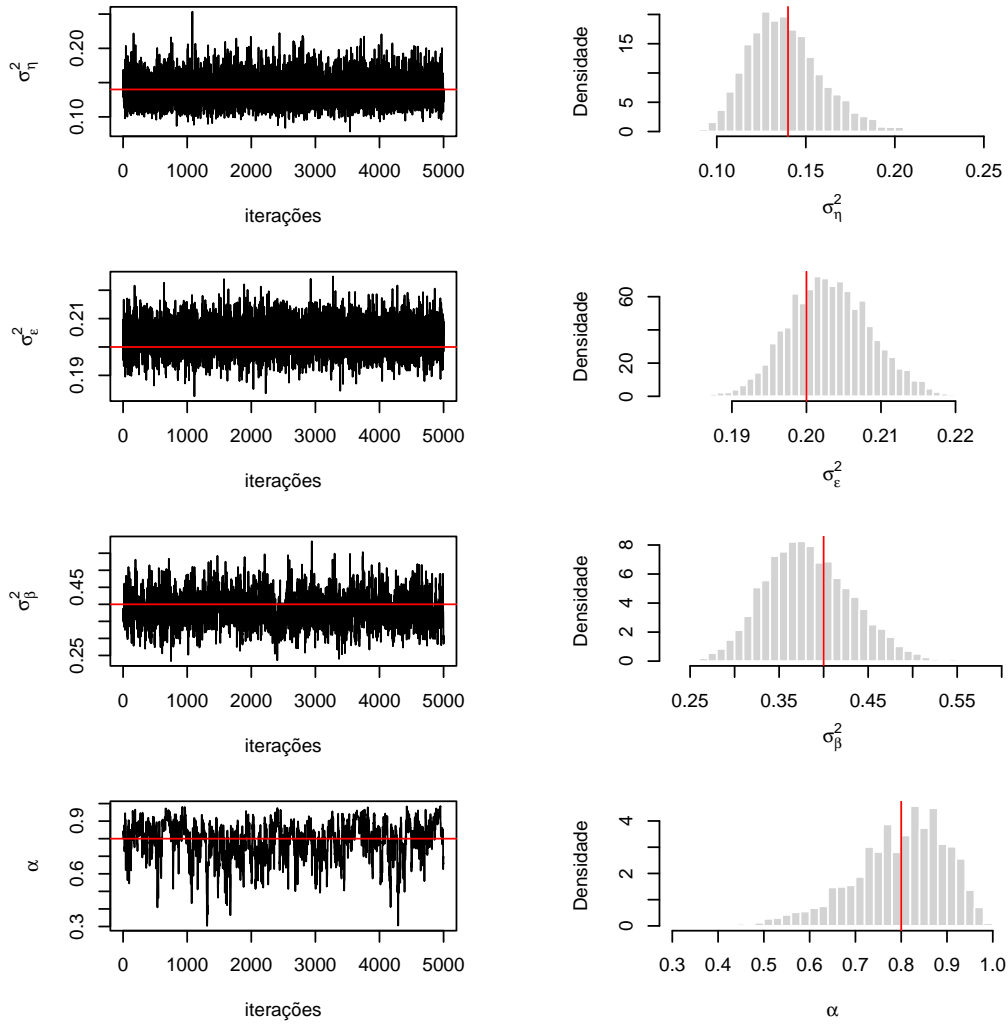 σ²η
0.10 0.20
0 1000 2000 3000 4000 5000
iterações
Densidade
0 5 15
0.10 0.15 0.20 0.25
σ²η
σ²ε
0.19 0.21
0 1000 2000 3000 4000 5000
iterações
Densidade
0 20 60
0.19 0.20 0.21 0.22
σ²ε
σ²β
0.25 0.45
0 1000 2000 3000 4000 5000
iterações
Densidade
0 2 4 6 8
0.25 0.35 0.45 0.55
σ²β
α
0.3 0.6 0.9
0 1000 2000 3000 4000 5000
iterações
Densidade
0 2 4
0.3 0.4 0.5 0.6 0.7 0.8 0.9 1.0
α